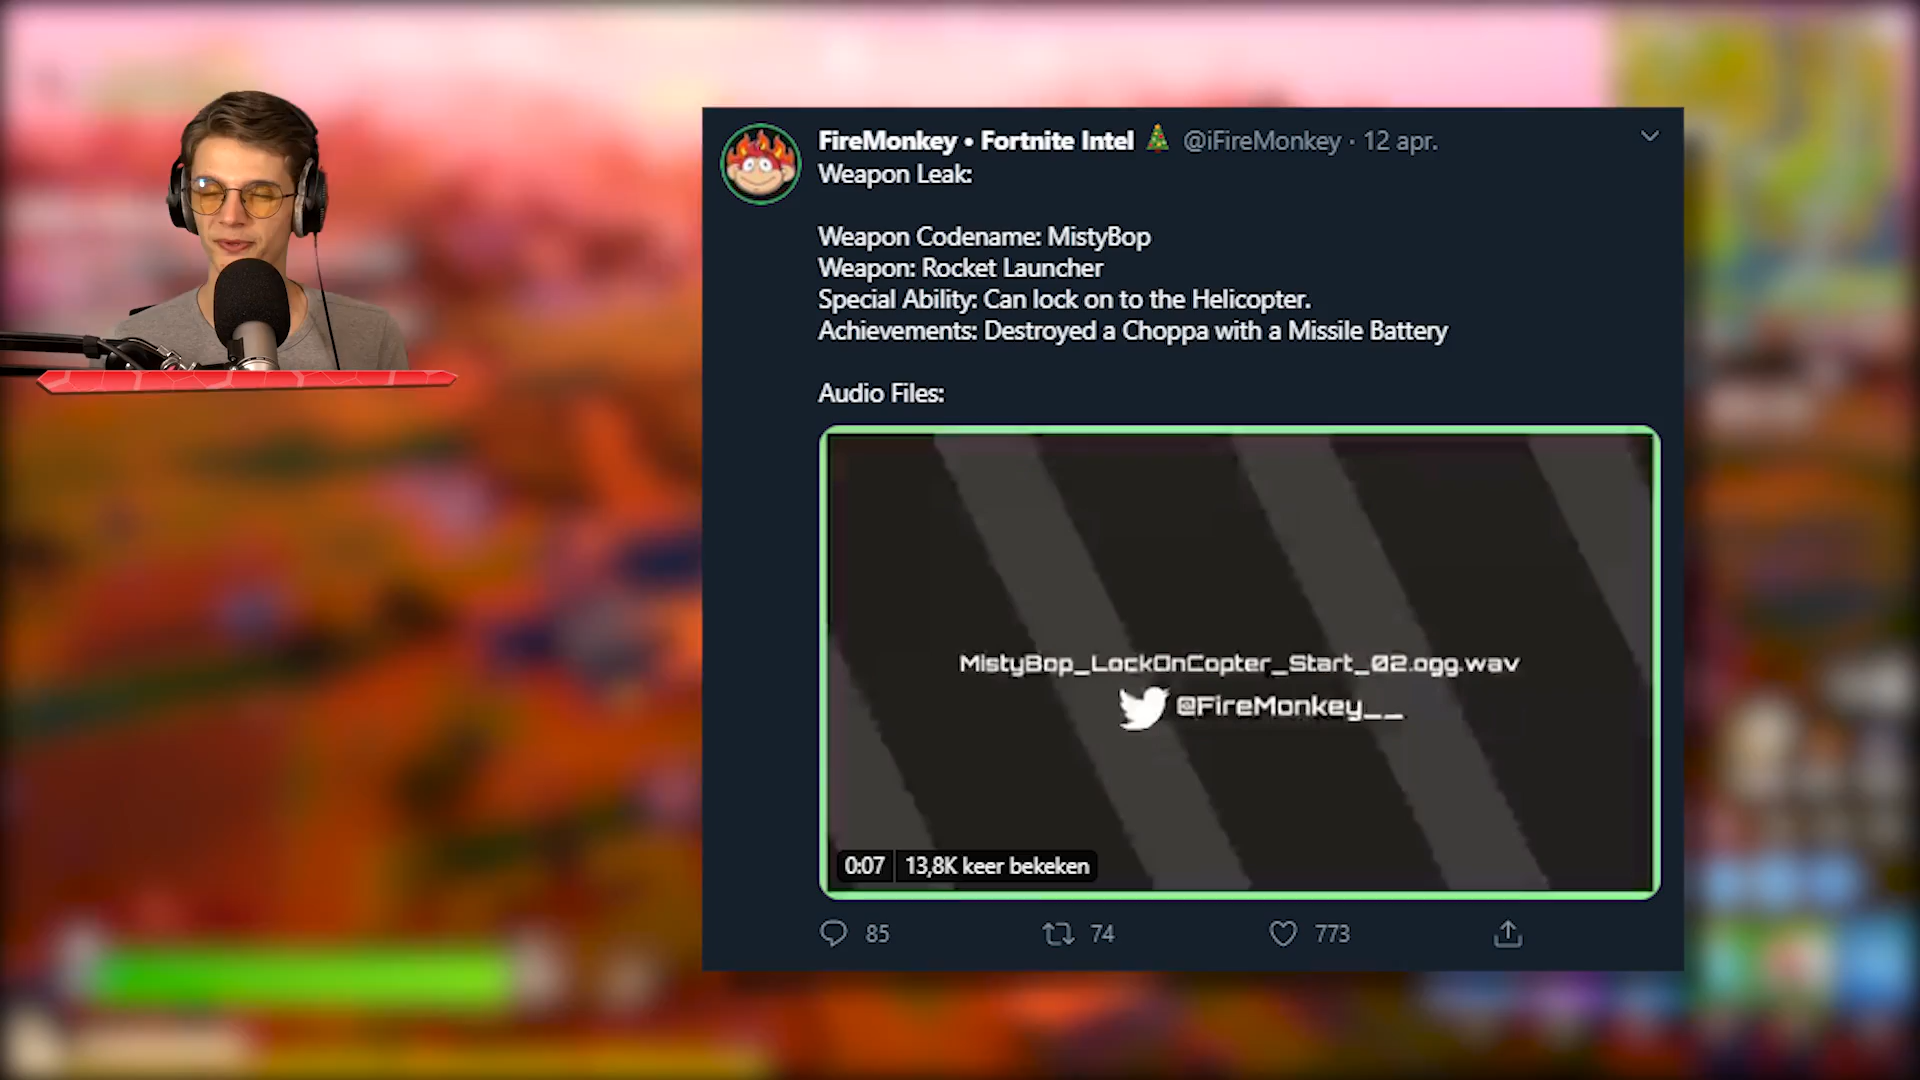 FireMonkey • Fortnite Intel 🎄 @iFireMonkey · 12 apr.
Weapon Leak:
Weapon Codename: MistyBop
Weapon: Rocket Launcher
Special Ability: Can lock on to the Helicopter.
Achievements: Destroyed a Choppa with a Missile Battery
Audio Files:
MistyBop_LockOnCopter_Start_02.ogg.wav
@FireMonkey__
0:07 13,8K keer bekeken
85 74 773